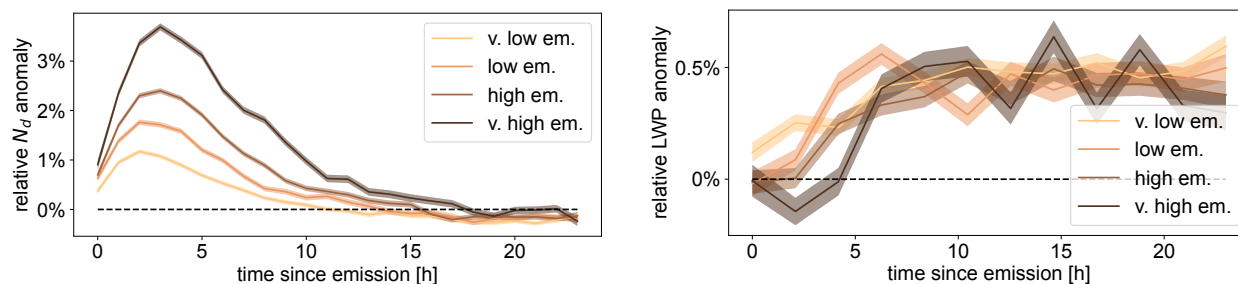 relative N_d anomaly
3%
2%
1%
0%
v. low em.
low em.
high em.
v. high em.
0 5 10 15 20
time since emission [h]
relative LWP anomaly
0.5%
0%
v. low em.
low em.
high em.
v. high em.
0 5 10 15 20
time since emission [h]